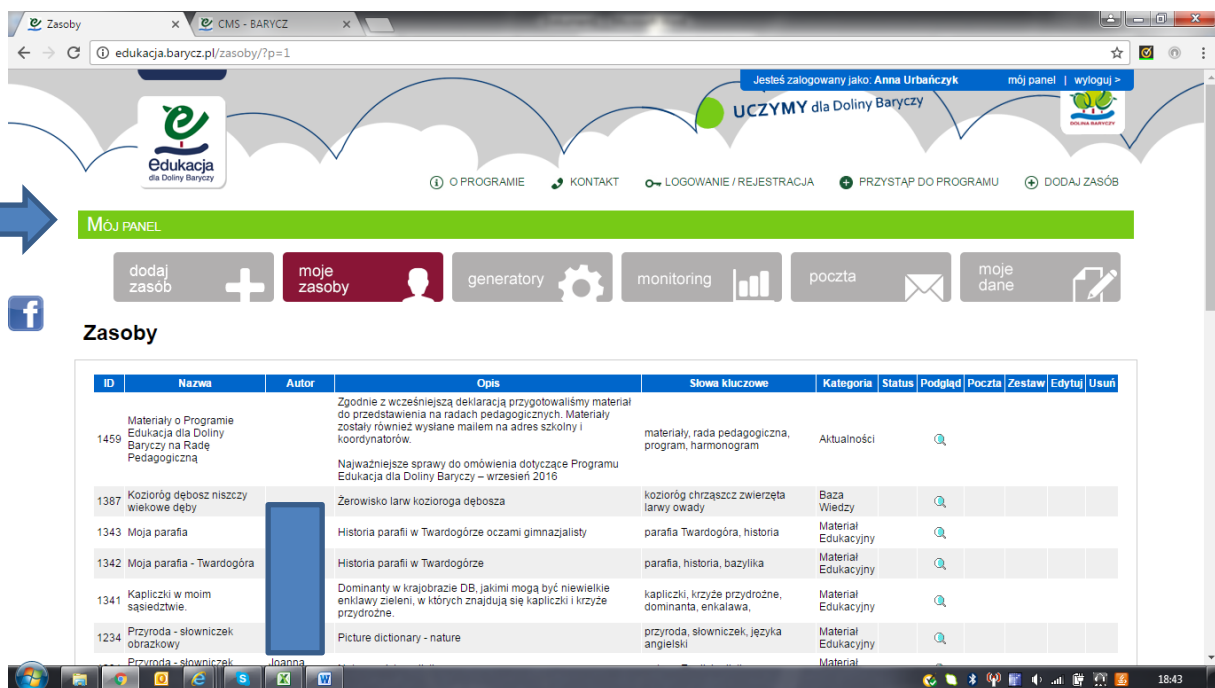 Zasoby
CMS - BARYCZ
edukacja.barycz.pl/zasoby/?p=1
Jesteś zalogowany jako: Anna Urbańczyk mój panel | wyloguj >
UCZYMY dla Doliny Baryczy
DOLINA BARYCZY
edukacja
dla Doliny Baryczy
O PROGRAMIE KONTAKT LOGOWANIE / REJESTRACJA PRZYSTĄP DO PROGRAMU DODAJ ZASÓB
MÓJ PANEL
dodaj zasób
moje zasoby
generatory
monitoring
poczta
moje dane
f
Zasoby
ID Nazwa Autor Opis Słowa kluczowe Kategoria Status Podgląd Poczta Zestaw Edytuj Usuń
1459 Materiały o Programie Edukacja dla Doliny Baryczy na Radę Pedagogiczną
Zgodnie z wcześniejszą deklaracją przygotowaliśmy materiał
do przedstawienia na radach pedagogicznych. Materiały
zostały również wysłane mailem na adres szkolny i
koordynatorów.
Najważniejsze sprawy do omówienia dotyczące Programu
Edukacja dla Doliny Baryczy – wrzesień 2016
materiały, rada pedagogiczna,
program, harmonogram
Aktualności
1387 Kozioróg dębosz niszczy wiekowe dęby
Żerowisko larw kozioroga dębosza
kozioróg chrząszcz zwierzęta
larwy owady
Baza Wiedzy
1343 Moja parafia
Historia parafii w Twardogórze oczami gimnazjalisty
parafia Twardogóra, historia
Materiał Edukacyjny
1342 Moja parafia - Twardogóra
Historia parafii w Twardogórze
parafia, historia, bazylika
Materiał Edukacyjny
1341 Kapliczki w moim sąsiedztwie.
Dominanty w krajobrazie DB, jakimi mogą być niewielkie
enklawy zieleni, w których znajdują się kapliczki i krzyże
przydrożne.
kapliczki, krzyże przydrożne,
dominanta, enkalawa,
Materiał Edukacyjny
1234 Przyroda - słowniczek obrazkowy
Picture dictionary - nature
przyroda, słowniczek, języka
angielski
Materiał Edukacyjny
Przyroda - słowniczek Joanna
Materiał
18:43